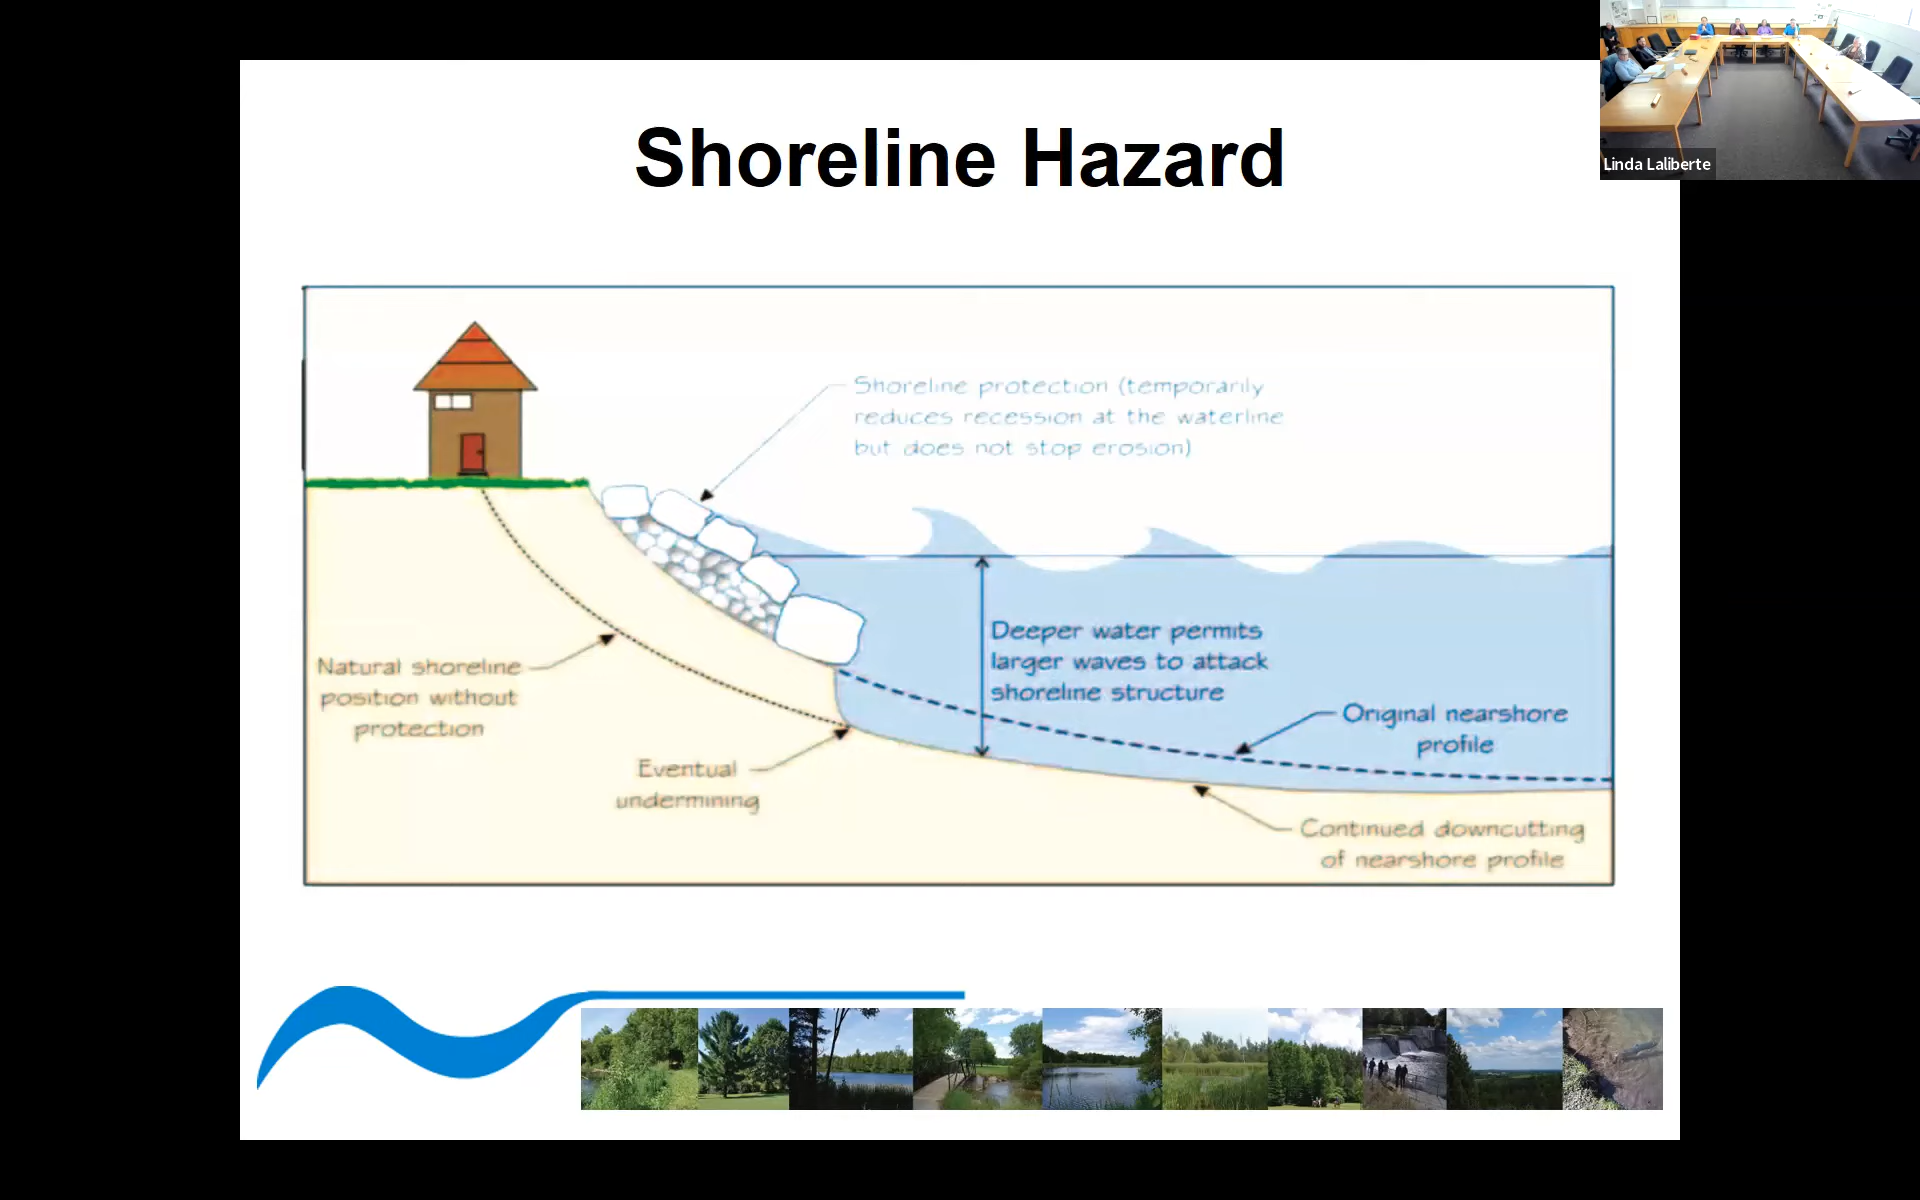 Shoreline Hazard
Linda Laliberte
Shoreline protection (temporarily
reduces recession at the waterline
but does not stop erosion)
Deeper water permits
larger waves to attack
shoreline structure
Natural shoreline
position without
protection
Original nearshore
profile
Eventual
undermining
Continued downcutting
of nearshore profile